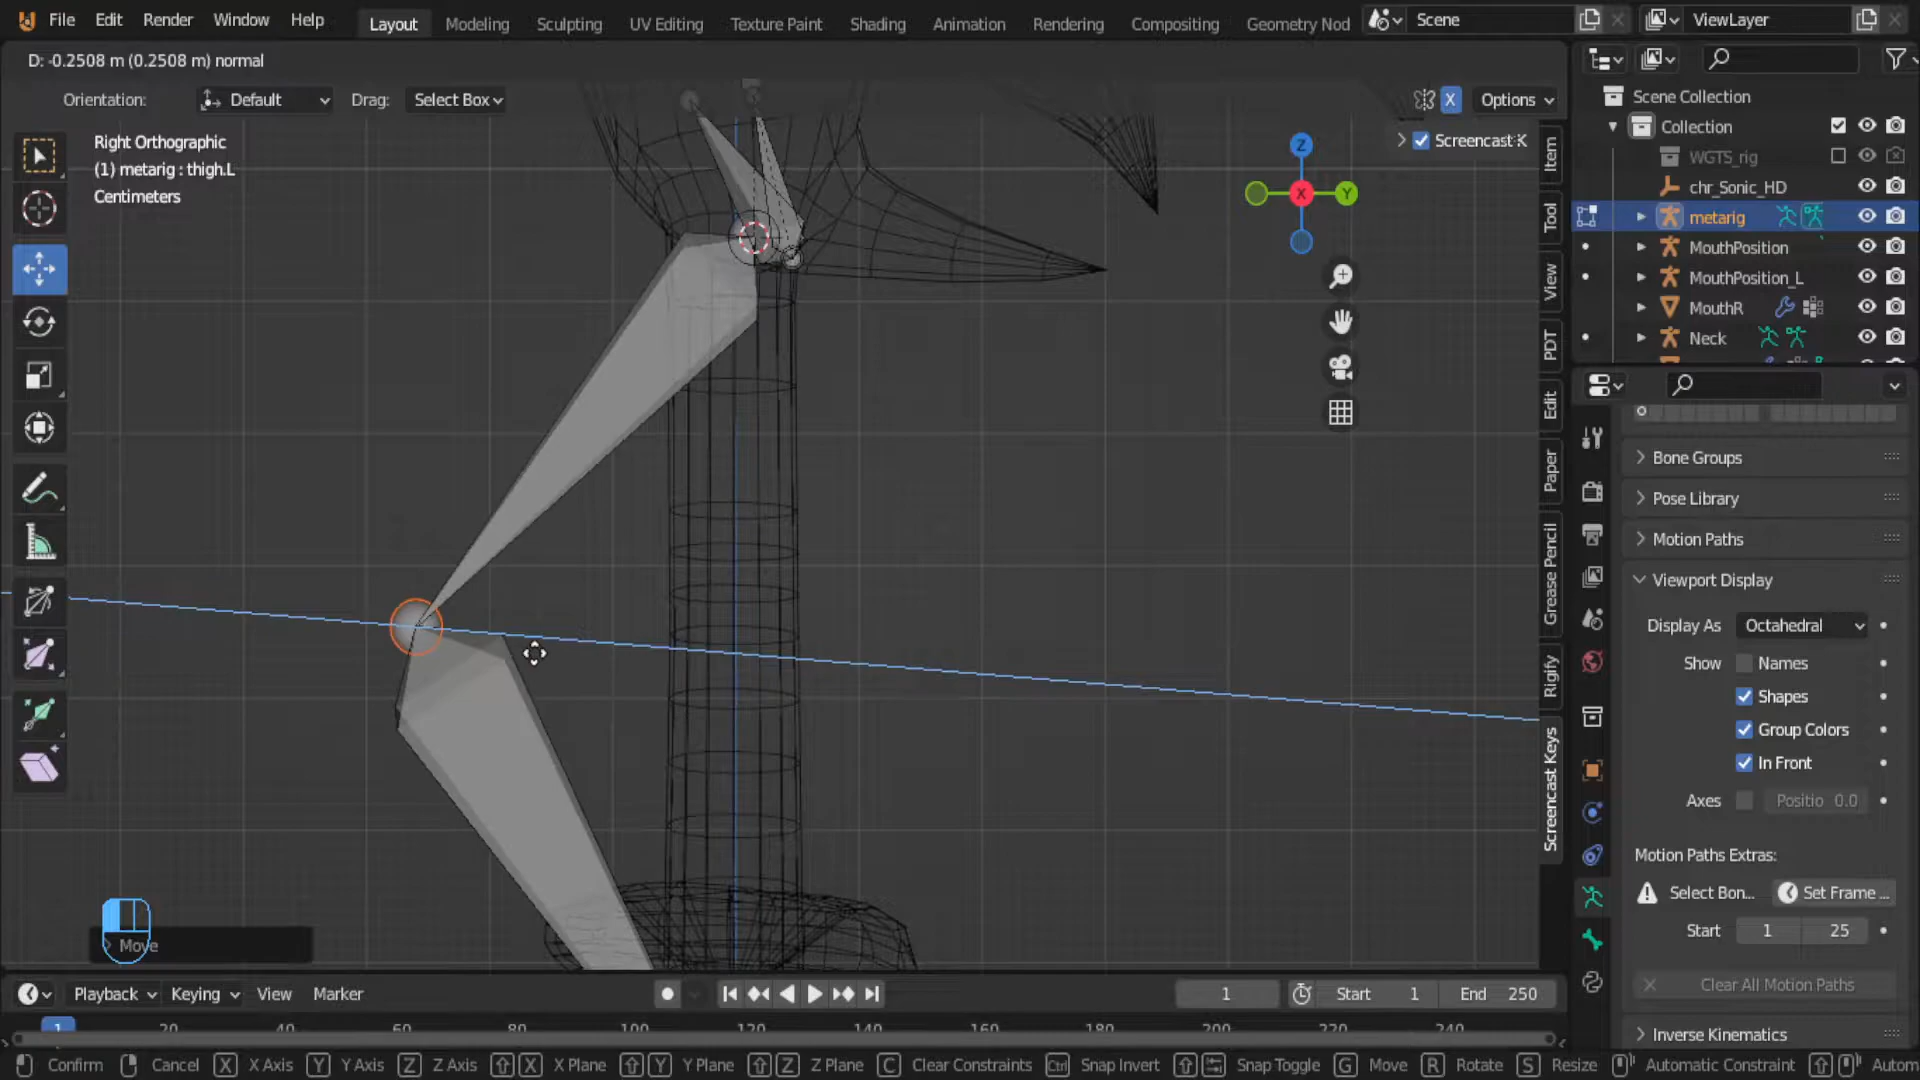 File Edit Render Window Help
Layout Modeling Sculpting UV Editing Texture Paint Shading Animation Rendering Compositing Geometry Nod
Scene
ViewLayer
D: -0.2508 m (0.2508 m) normal
Orientation: Default Drag: Select Box
X Options
Right Orthographic
(1) metarig : thigh.L
Centimeters
Screencast K
Z
Y
X
Item
Tool
View
PDT
Edit
Paper
Grease Pencil
Rigify
Screencast Keys
Scene Collection
Collection
WGTS_rig
chr_Sonic_HD
metarig
MouthPosition
MouthPosition_L
MouthR
Neck
Bone Groups
Pose Library
Motion Paths
Viewport Display
Display As Octahedral
Show Names
Shapes
Group Colors
In Front
Axes Positio 0.0
Motion Paths Extras:
Select Bon... Set Frame ...
Start 1 25
Clear All Motion Paths
Inverse Kinematics
Move
Playback Keying View Marker
1 Start 1 End 250
1 20 40 60 80 100 120 140 160 180 200 220 240
Confirm Cancel X X Axis Y Y Axis Z Z Axis X X Plane Y Y Plane Z Z Plane C Clear Constraints Ctrl Snap Invert Snap Toggle G Move R Rotate S Resize Automatic Constraint Autom